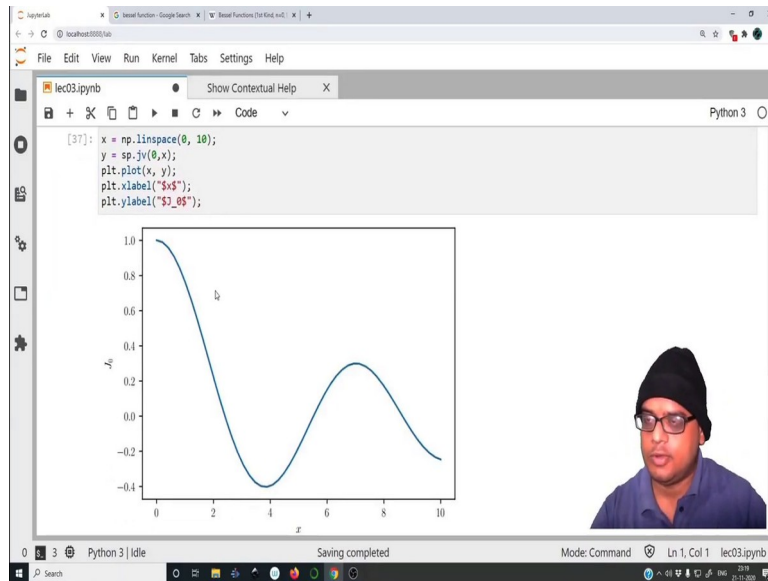 JupyterLab
bessel function - Google Search
Bessel Functions (1st Kind, n=0,
localhost:8888/lab
File Edit View Run Kernel Tabs Settings Help
lec03.ipynb
Show Contextual Help
Code
Python 3
[37]: x = np.linspace(0, 10);
y = sp.jv(0,x);
plt.plot(x, y);
plt.xlabel("$x$");
plt.ylabel("$J_0$");
1.0
0.8
0.6
0.4
0.2
0.0
−0.2
−0.4
J0
0 2 4 6 8 10
x
0 3 Python 3 | Idle Saving completed Mode: Command Ln 1, Col 1 lec03.ipynb
Search
ENG
23:19
21-11-2020